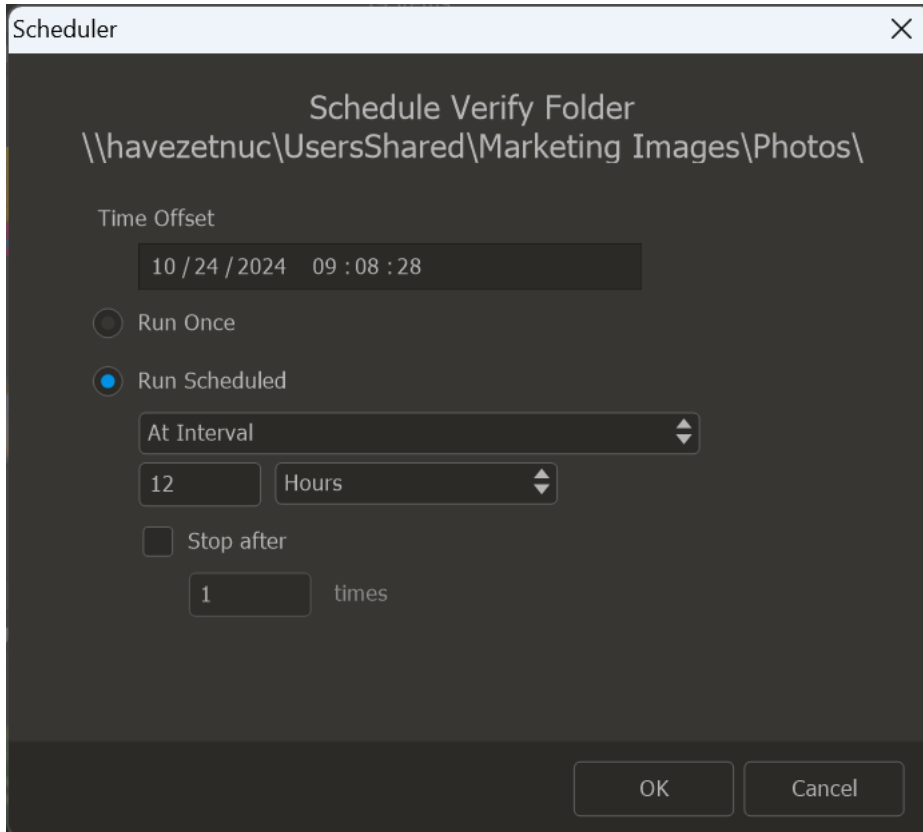 Scheduler
Schedule Verify Folder
\\havezetnuc\UsersShared\Marketing Images\Photos\
Time Offset
10 / 24 / 2024 09 : 08 : 28
Run Once
Run Scheduled
At Interval
12 Hours
Stop after
1 times
OK Cancel